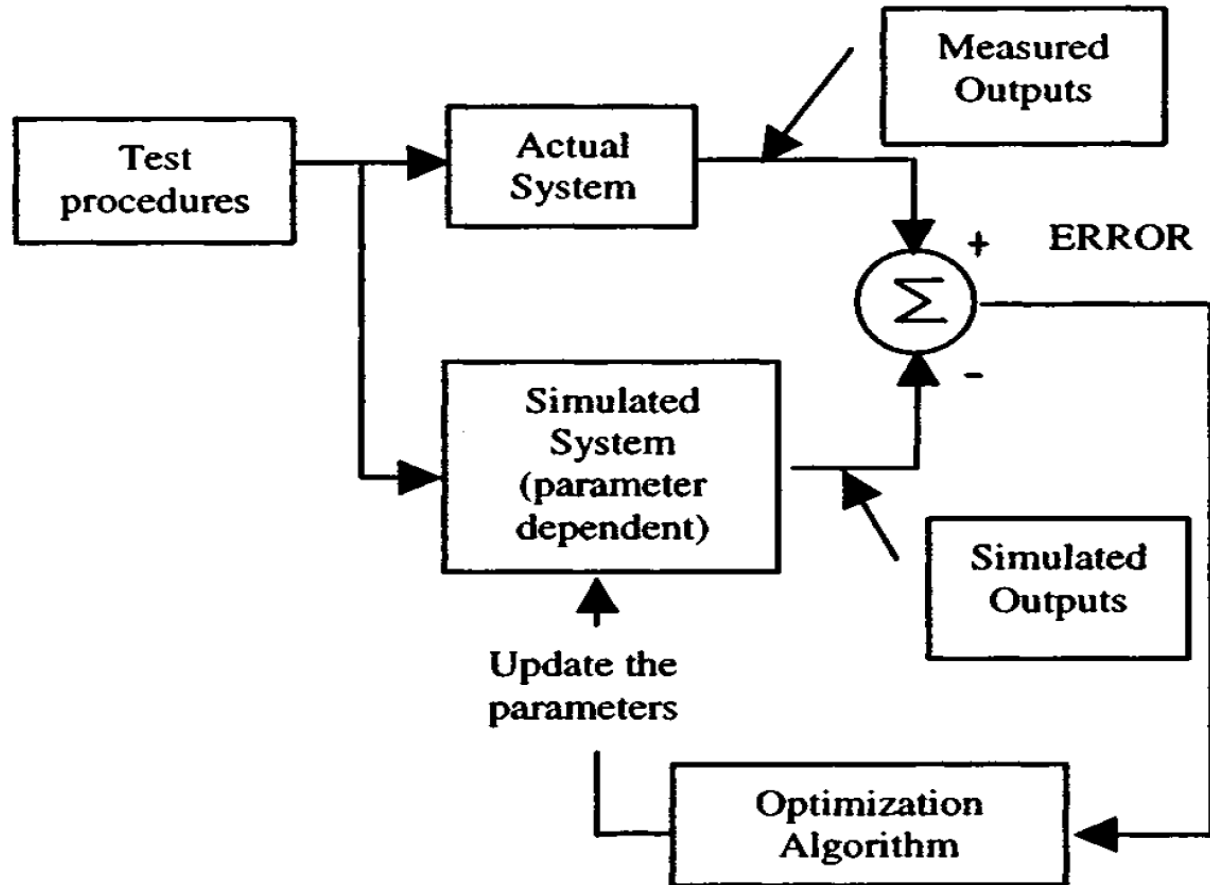 Measured
Outputs
Test
procedures
Actual
System
+
ERROR
Σ
-
Simulated
System
(parameter
dependent)
Simulated
Outputs
Update the
parameters
Optimization
Algorithm